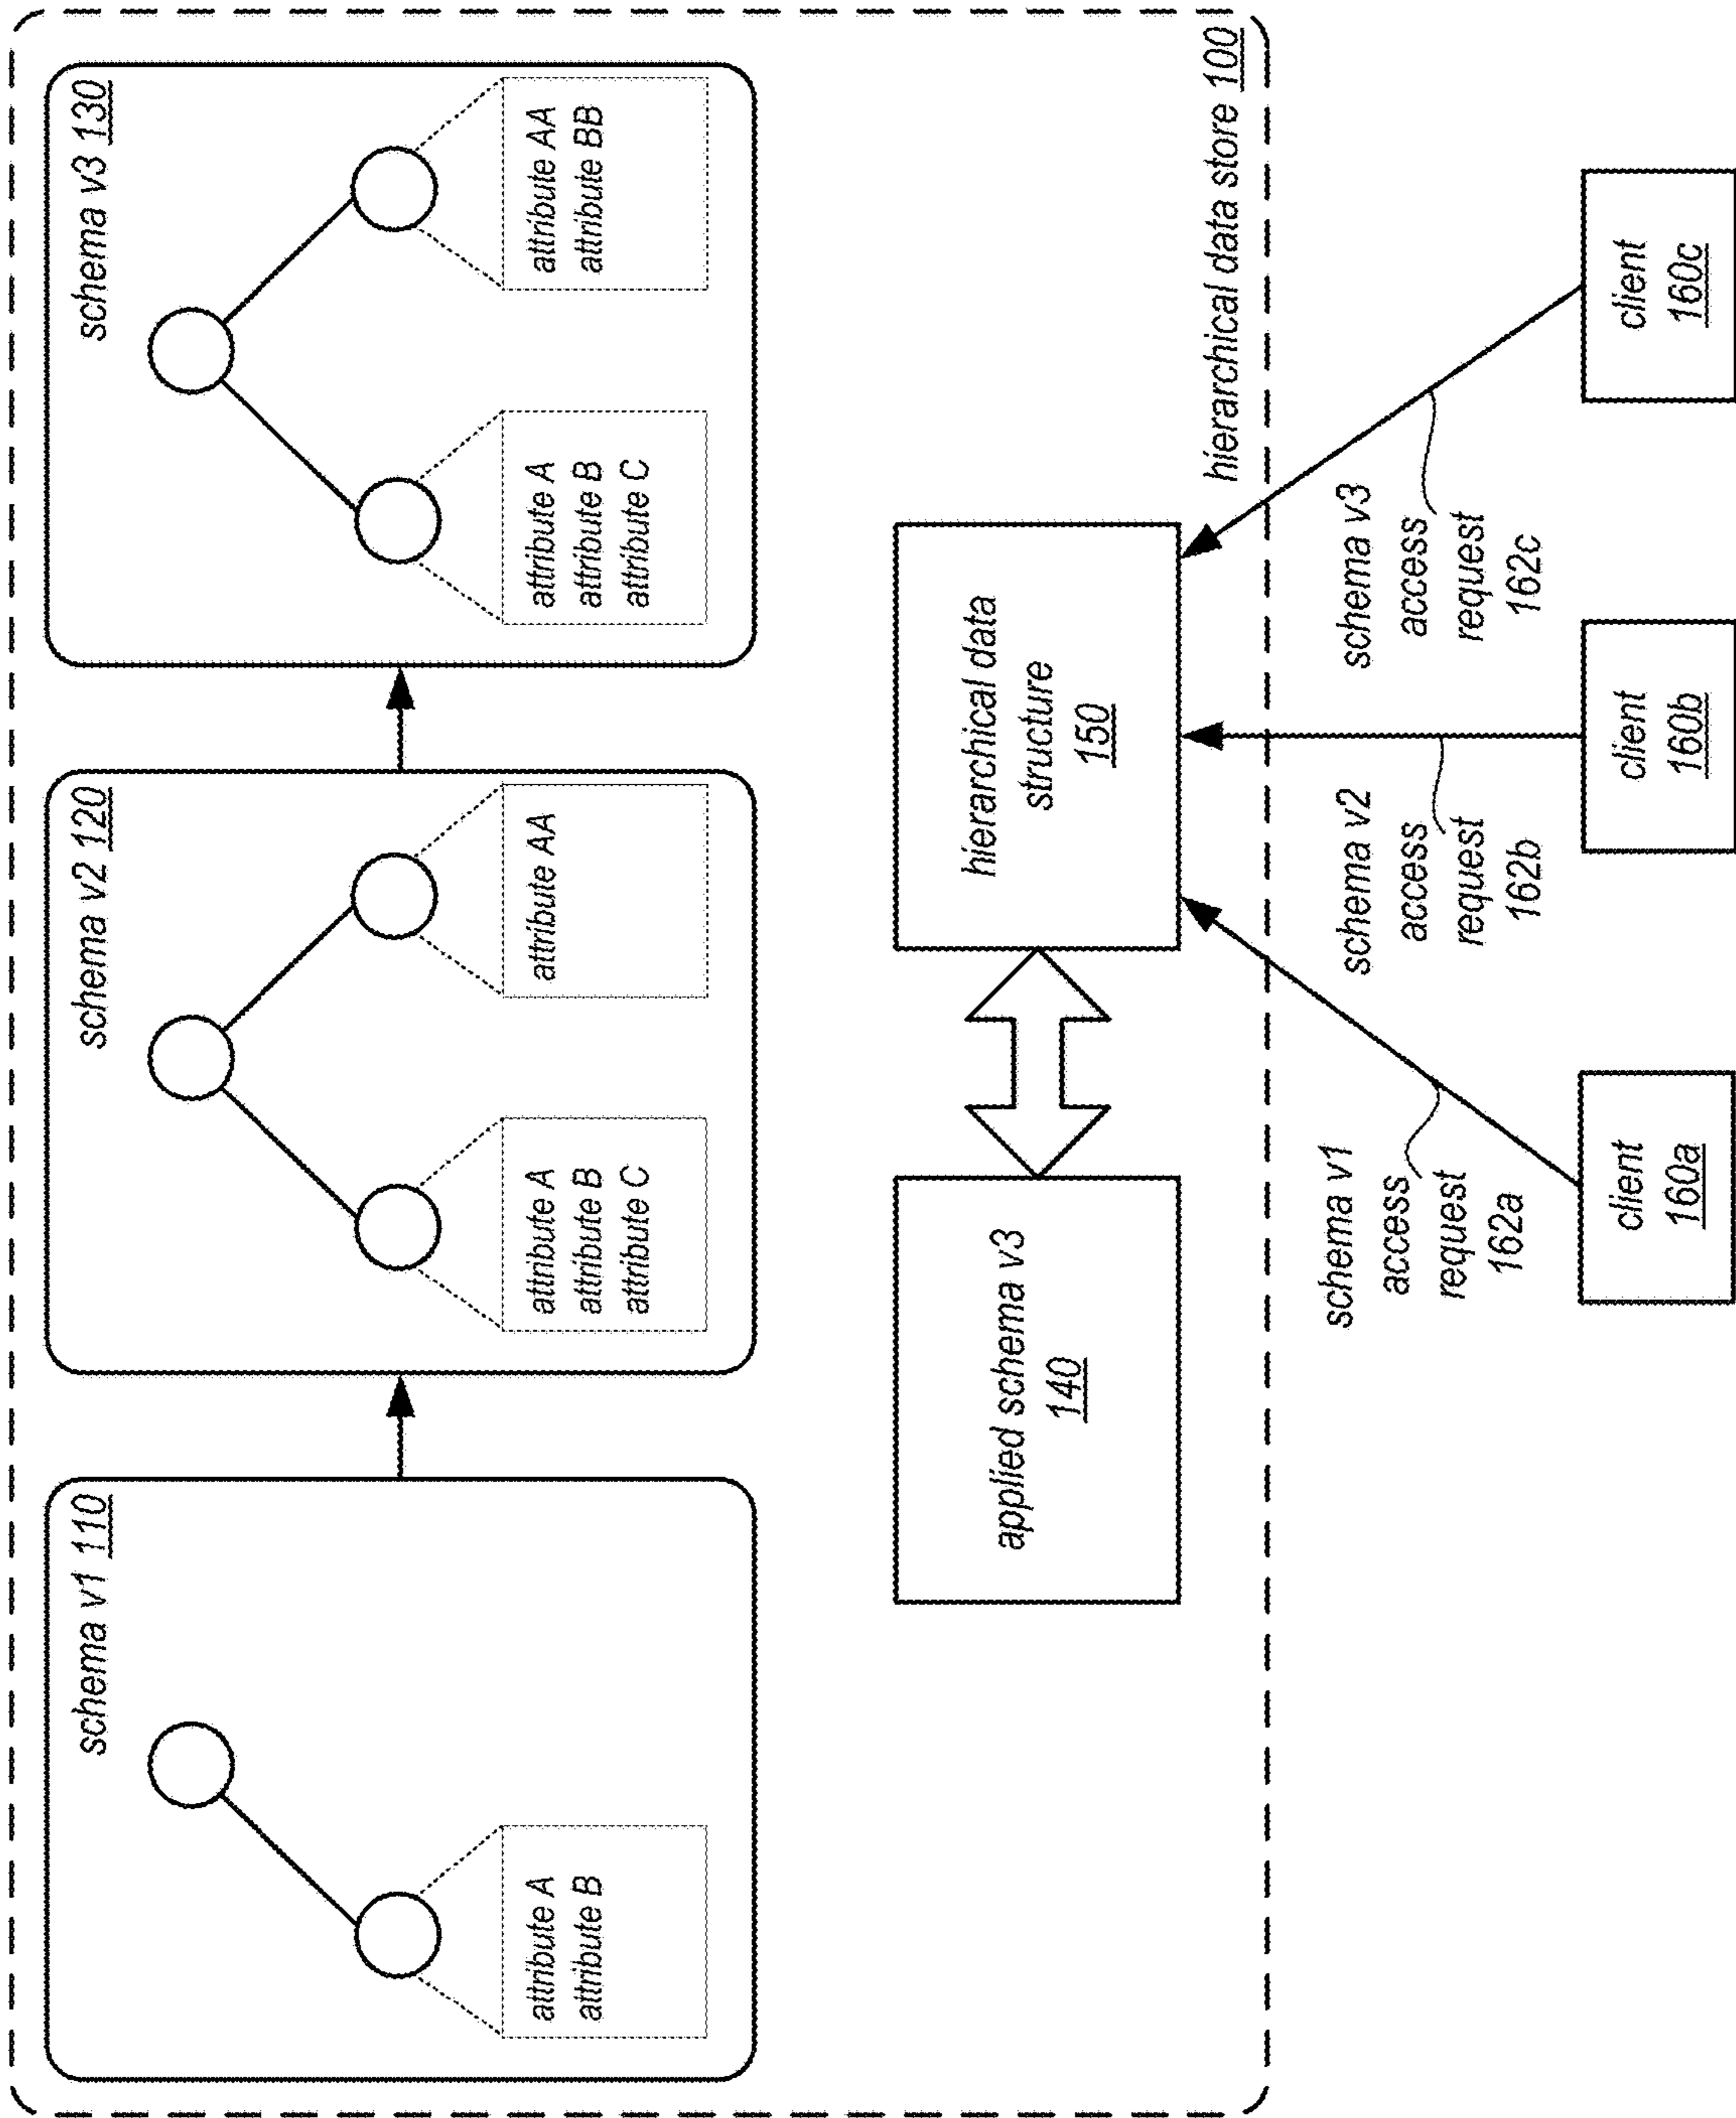 schema v1 110
attribute A
attribute B
schema v2 120
attribute A
attribute B
attribute C
attribute AA
schema v3 130
attribute A
attribute B
attribute C
attribute AA
attribute BB
applied schema v3
140
hierarchical data
structure
150
hierarchical data store 100
schema v1
access
request
162a
schema v2
access
request
162b
schema v3
access
request
162c
client
160a
client
160b
client
160c